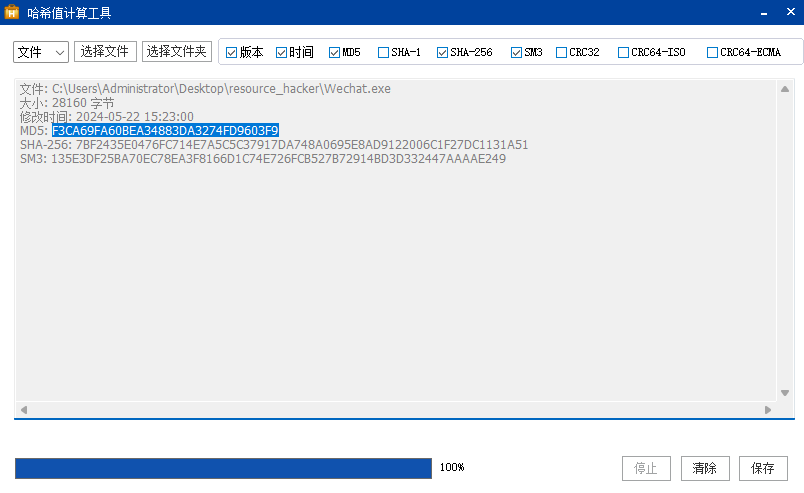 哈希值计算工具
文件 选择文件 选择文件夹 版本 时间 MD5 SHA-1 SHA-256 SM3 CRC32 CRC64-ISO CRC64-ECMA
文件: C:\Users\Administrator\Desktop\resource_hacker\Wechat.exe
大小: 28160 字节
修改时间: 2024-05-22 15:23:00
MD5: F3CA69FA60BEA34883DA3274FD9603F9
SHA-256: 7BF2435E0476FC714E7A5C5C37917DA748A0695E8AD9122006C1F27DC1131A51
SM3: 135E3DF25BA70EC78EA3F8166D1C74E726FCB527B72914BD3D332447AAAAE249
100% 停止 清除 保存